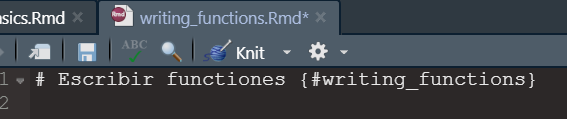 asics.Rmd × writing_functions.Rmd* ×
ABC Knit
1 # Escribir functiones {#writing_functions}
2